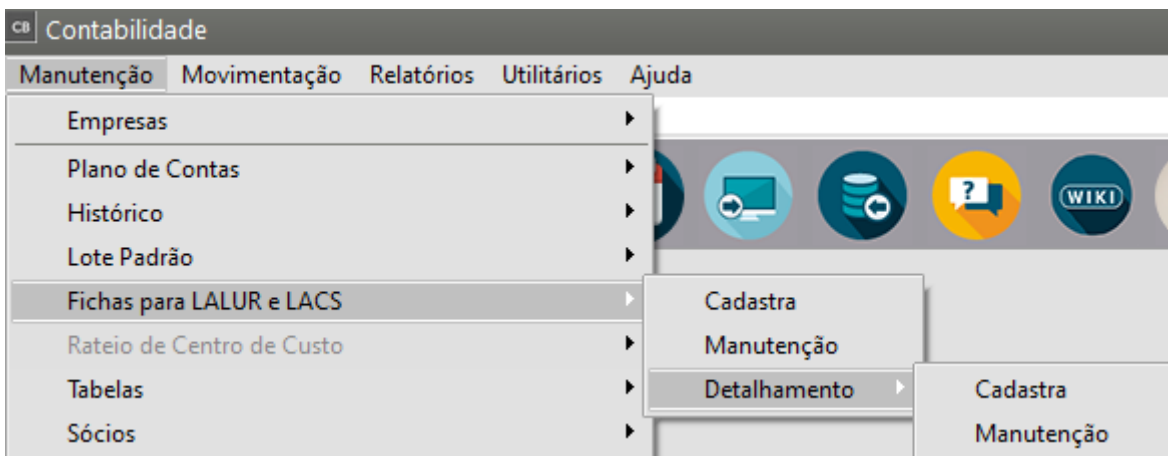 CB Contabilidade
Manutenção Movimentação Relatórios Utilitários Ajuda
Empresas
Plano de Contas
Histórico
Lote Padrão
Fichas para LALUR e LACS
Rateio de Centro de Custo
Tabelas
Sócios
? WIKI
Cadastra
Manutenção
Detalhamento
Cadastra
Manutenção